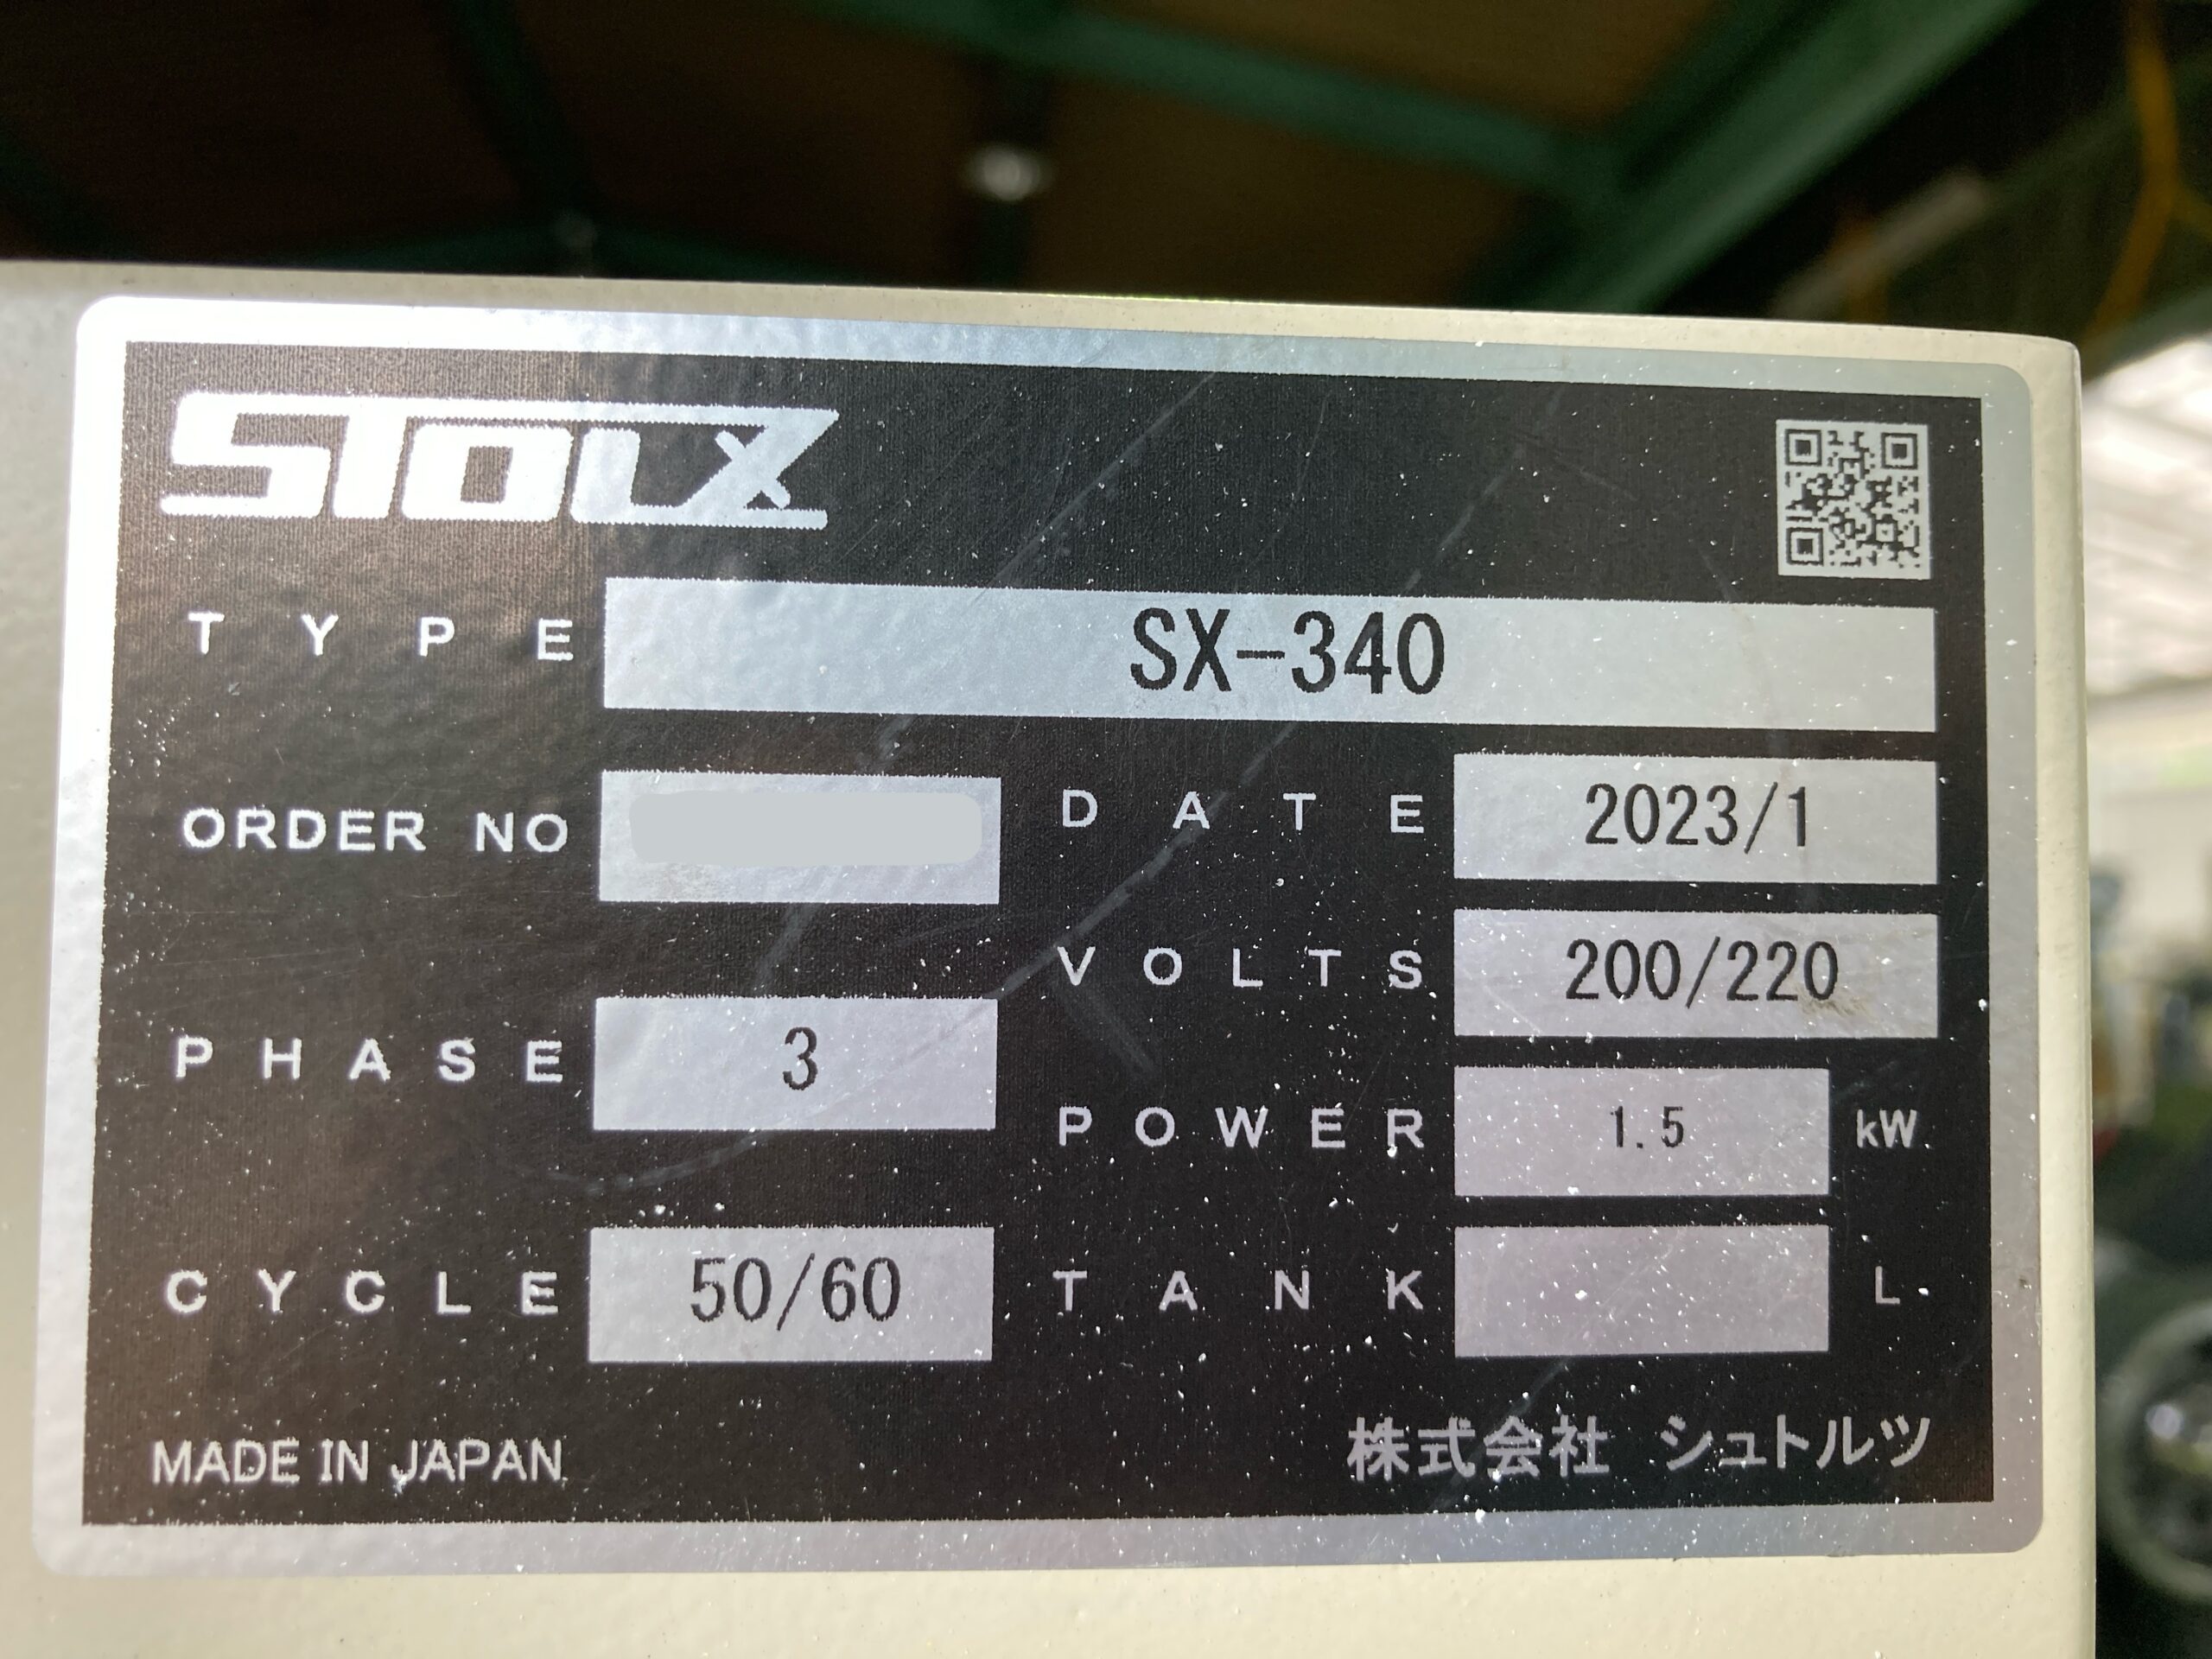 STOLZ
TYPE SX-340
ORDER NO
DATE 2023/1
VOLTS 200/220
PHASE 3
POWER 1.5 kW
CYCLE 50/60
TANK L
MADE IN JAPAN
株式会社 シュトルツ